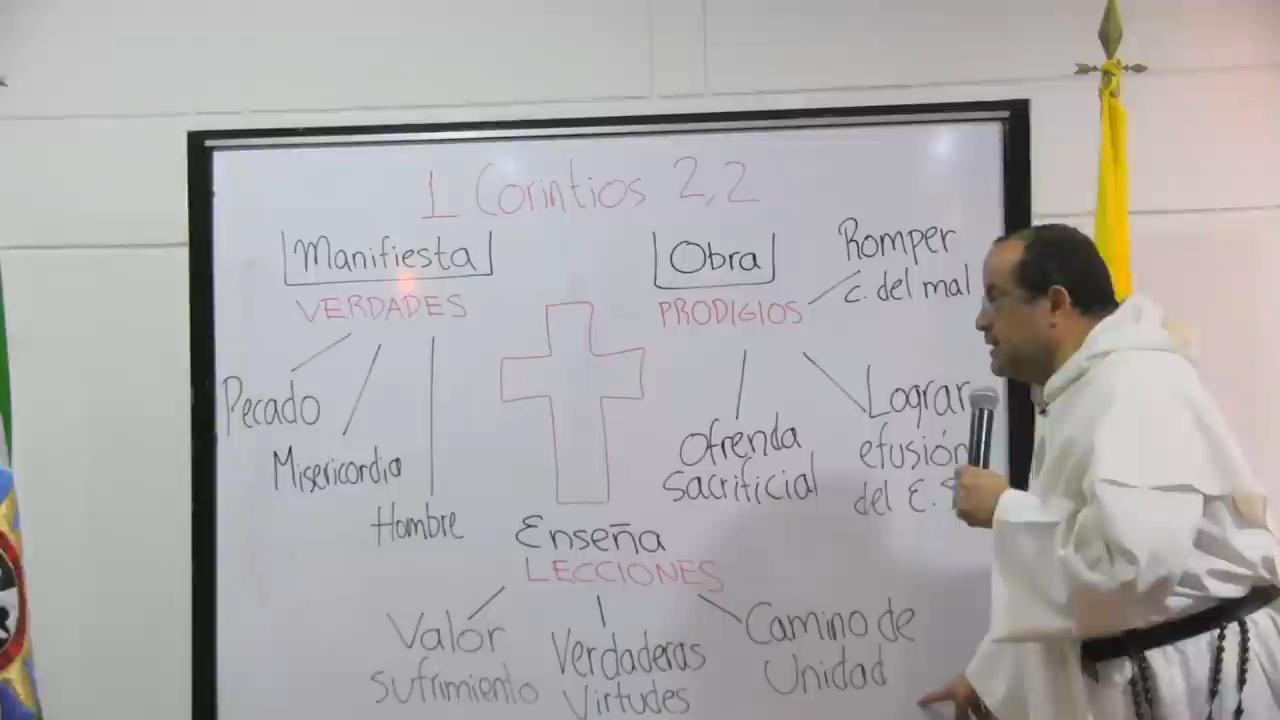 1 Corintios 2,2
Manifiesta
VERDADES
Pecado
Misericordia
Hombre
Obra
PRODIGIOS
Romper
c. del mal
Ofrenda
sacrificial
Lograr
efusión
del E.
Enseña
LECCIONES
Valor
sufrimiento
Verdaderas
Virtudes
Camino de
Unidad